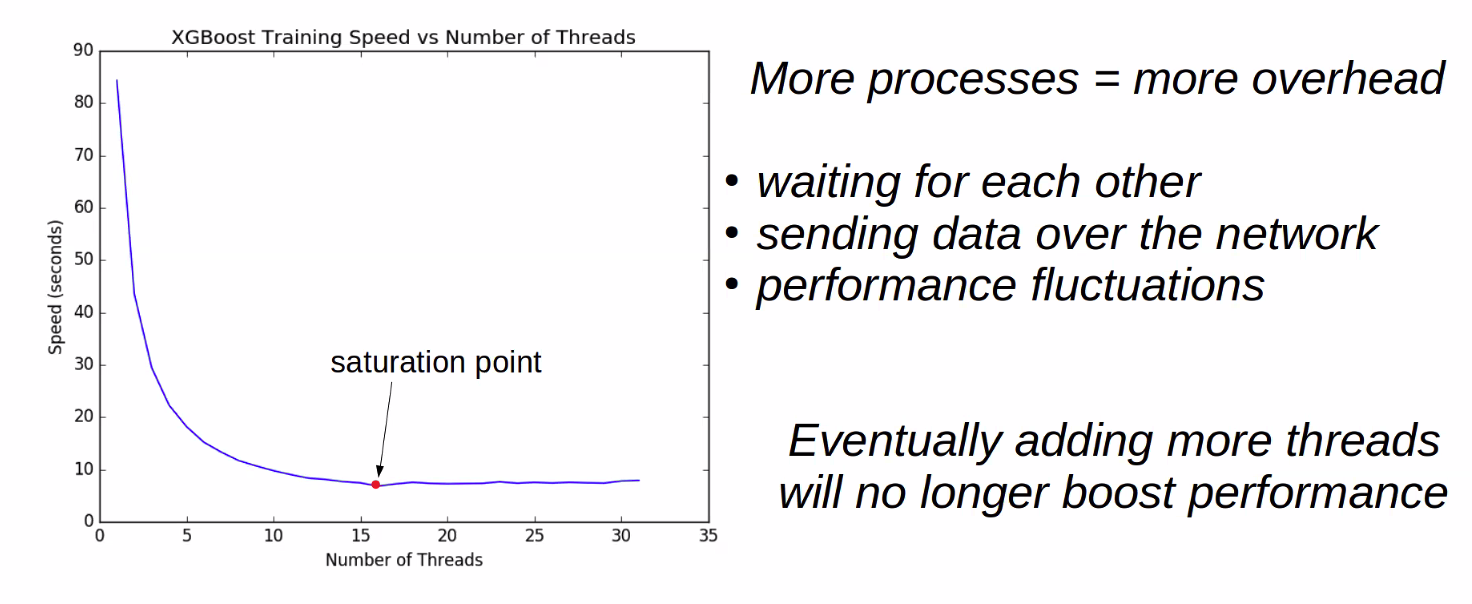 XGBoost Training Speed vs Number of Threads
90
80
70
60
50
40
30
20
10
0
Speed (seconds)
saturation point
0 5 10 15 20 25 30 35
Number of Threads
More processes = more overhead
• waiting for each other
• sending data over the network
• performance fluctuations
Eventually adding more threads
will no longer boost performance